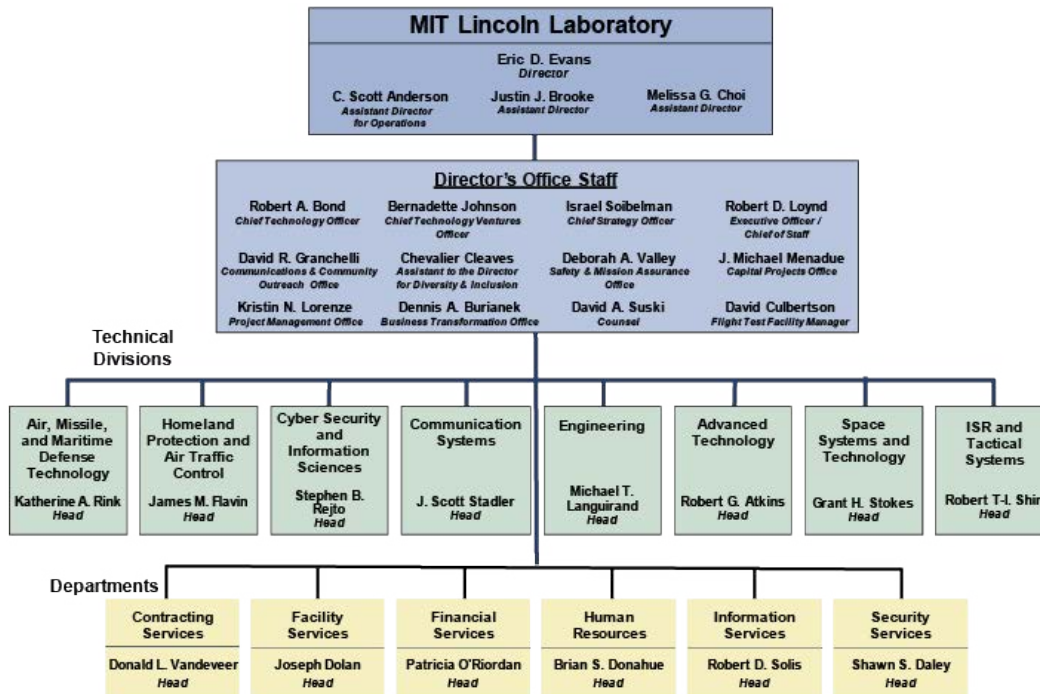 MIT Lincoln Laboratory
Eric D. Evans
Director
C. Scott Anderson
Assistant Director
for Operations
Justin J. Brooke
Assistant Director
Melissa G. Choi
Assistant Director
Director's Office Staff
Robert A. Bond
Chief Technology Officer
Bernadette Johnson
Chief Technology Ventures
Officer
Israel Soibelman
Chief Strategy Officer
Robert D. Loynd
Executive Officer /
Chief of Staff
David R. Granchelli
Communications & Community
Outreach Office
Chevalier Cleaves
Assistant to the Director
for Diversity & Inclusion
Deborah A. Valley
Safety & Mission Assurance
Office
J. Michael Menadue
Capital Projects Office
Kristin N. Lorenze
Project Management Office
Dennis A. Burianek
Business Transformation Office
David A. Suski
Counsel
David Culbertson
Flight Test Facility Manager
Technical
Divisions
Air, Missile,
and Maritime
Defense
Technology
Katherine A. Rink
Head
Homeland
Protection and
Air Traffic
Control
James M. Flavin
Head
Cyber Security
and
Information
Sciences
Stephen B.
Rejto
Head
Communication
Systems
J. Scott Stadler
Head
Engineering
Michael T.
Languirand
Head
Advanced
Technology
Robert G. Atkins
Head
Space
Systems and
Technology
Grant H. Stokes
Head
ISR and
Tactical
Systems
Robert T-I. Shin
Head
Departments
Contracting
Services
Donald L. Vandeveer
Head
Facility
Services
Joseph Dolan
Head
Financial
Services
Patricia O'Riordan
Head
Human
Resources
Brian S. Donahue
Head
Information
Services
Robert D. Solis
Head
Security
Services
Shawn S. Daley
Head